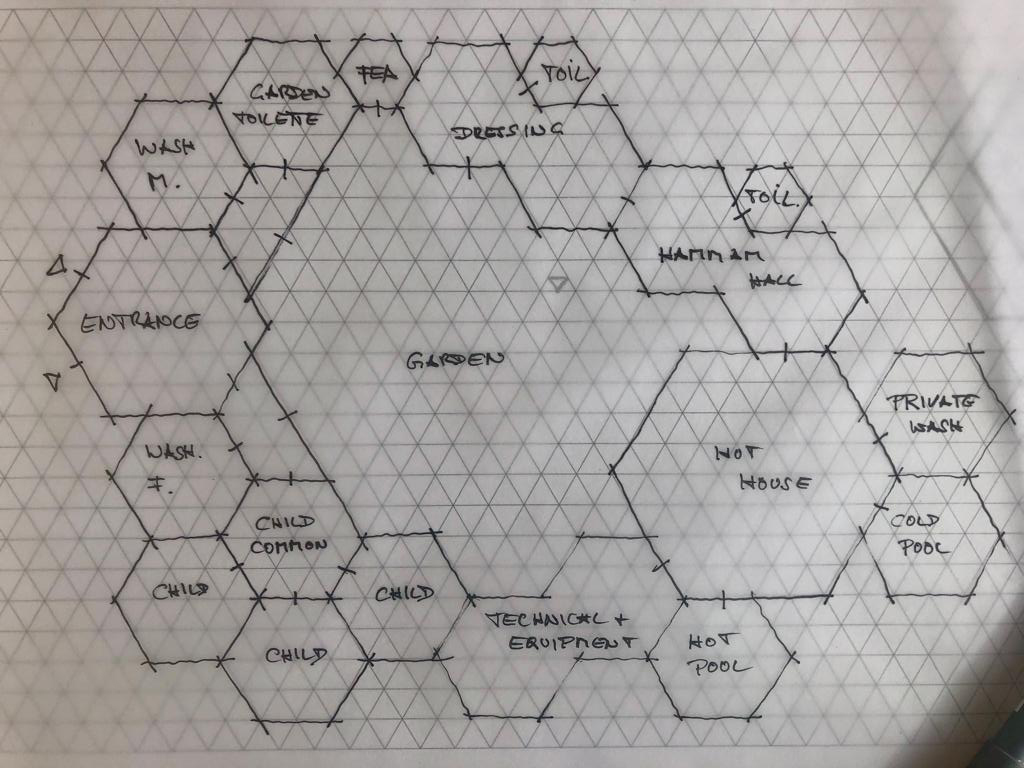 TEA
TOIL
GARDEN
TOILETTE
DRESSING
WASH
M.
TOIL.
HAMMAM
HALL
ENTRANCE
GARDEN
PRIVATE
WASH
WASH.
F.
HOT
HOUSE
CHILD
COMMON
COLD
POOL
CHILD
CHILD
TECHNICAL +
EQUIPMENT
CHILD
HOT
POOL